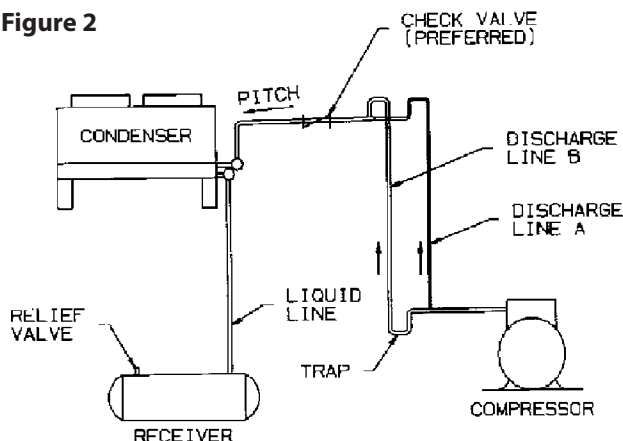 Figure 2
CHECK VALVE
(PREFERRED)
PITCH
CONDENSER
DISCHARGE
LINE B
DISCHARGE
LINE A
LIQUID
LINE
RELIEF
VALVE
TRAP
COMPRESSOR
RECEIVER